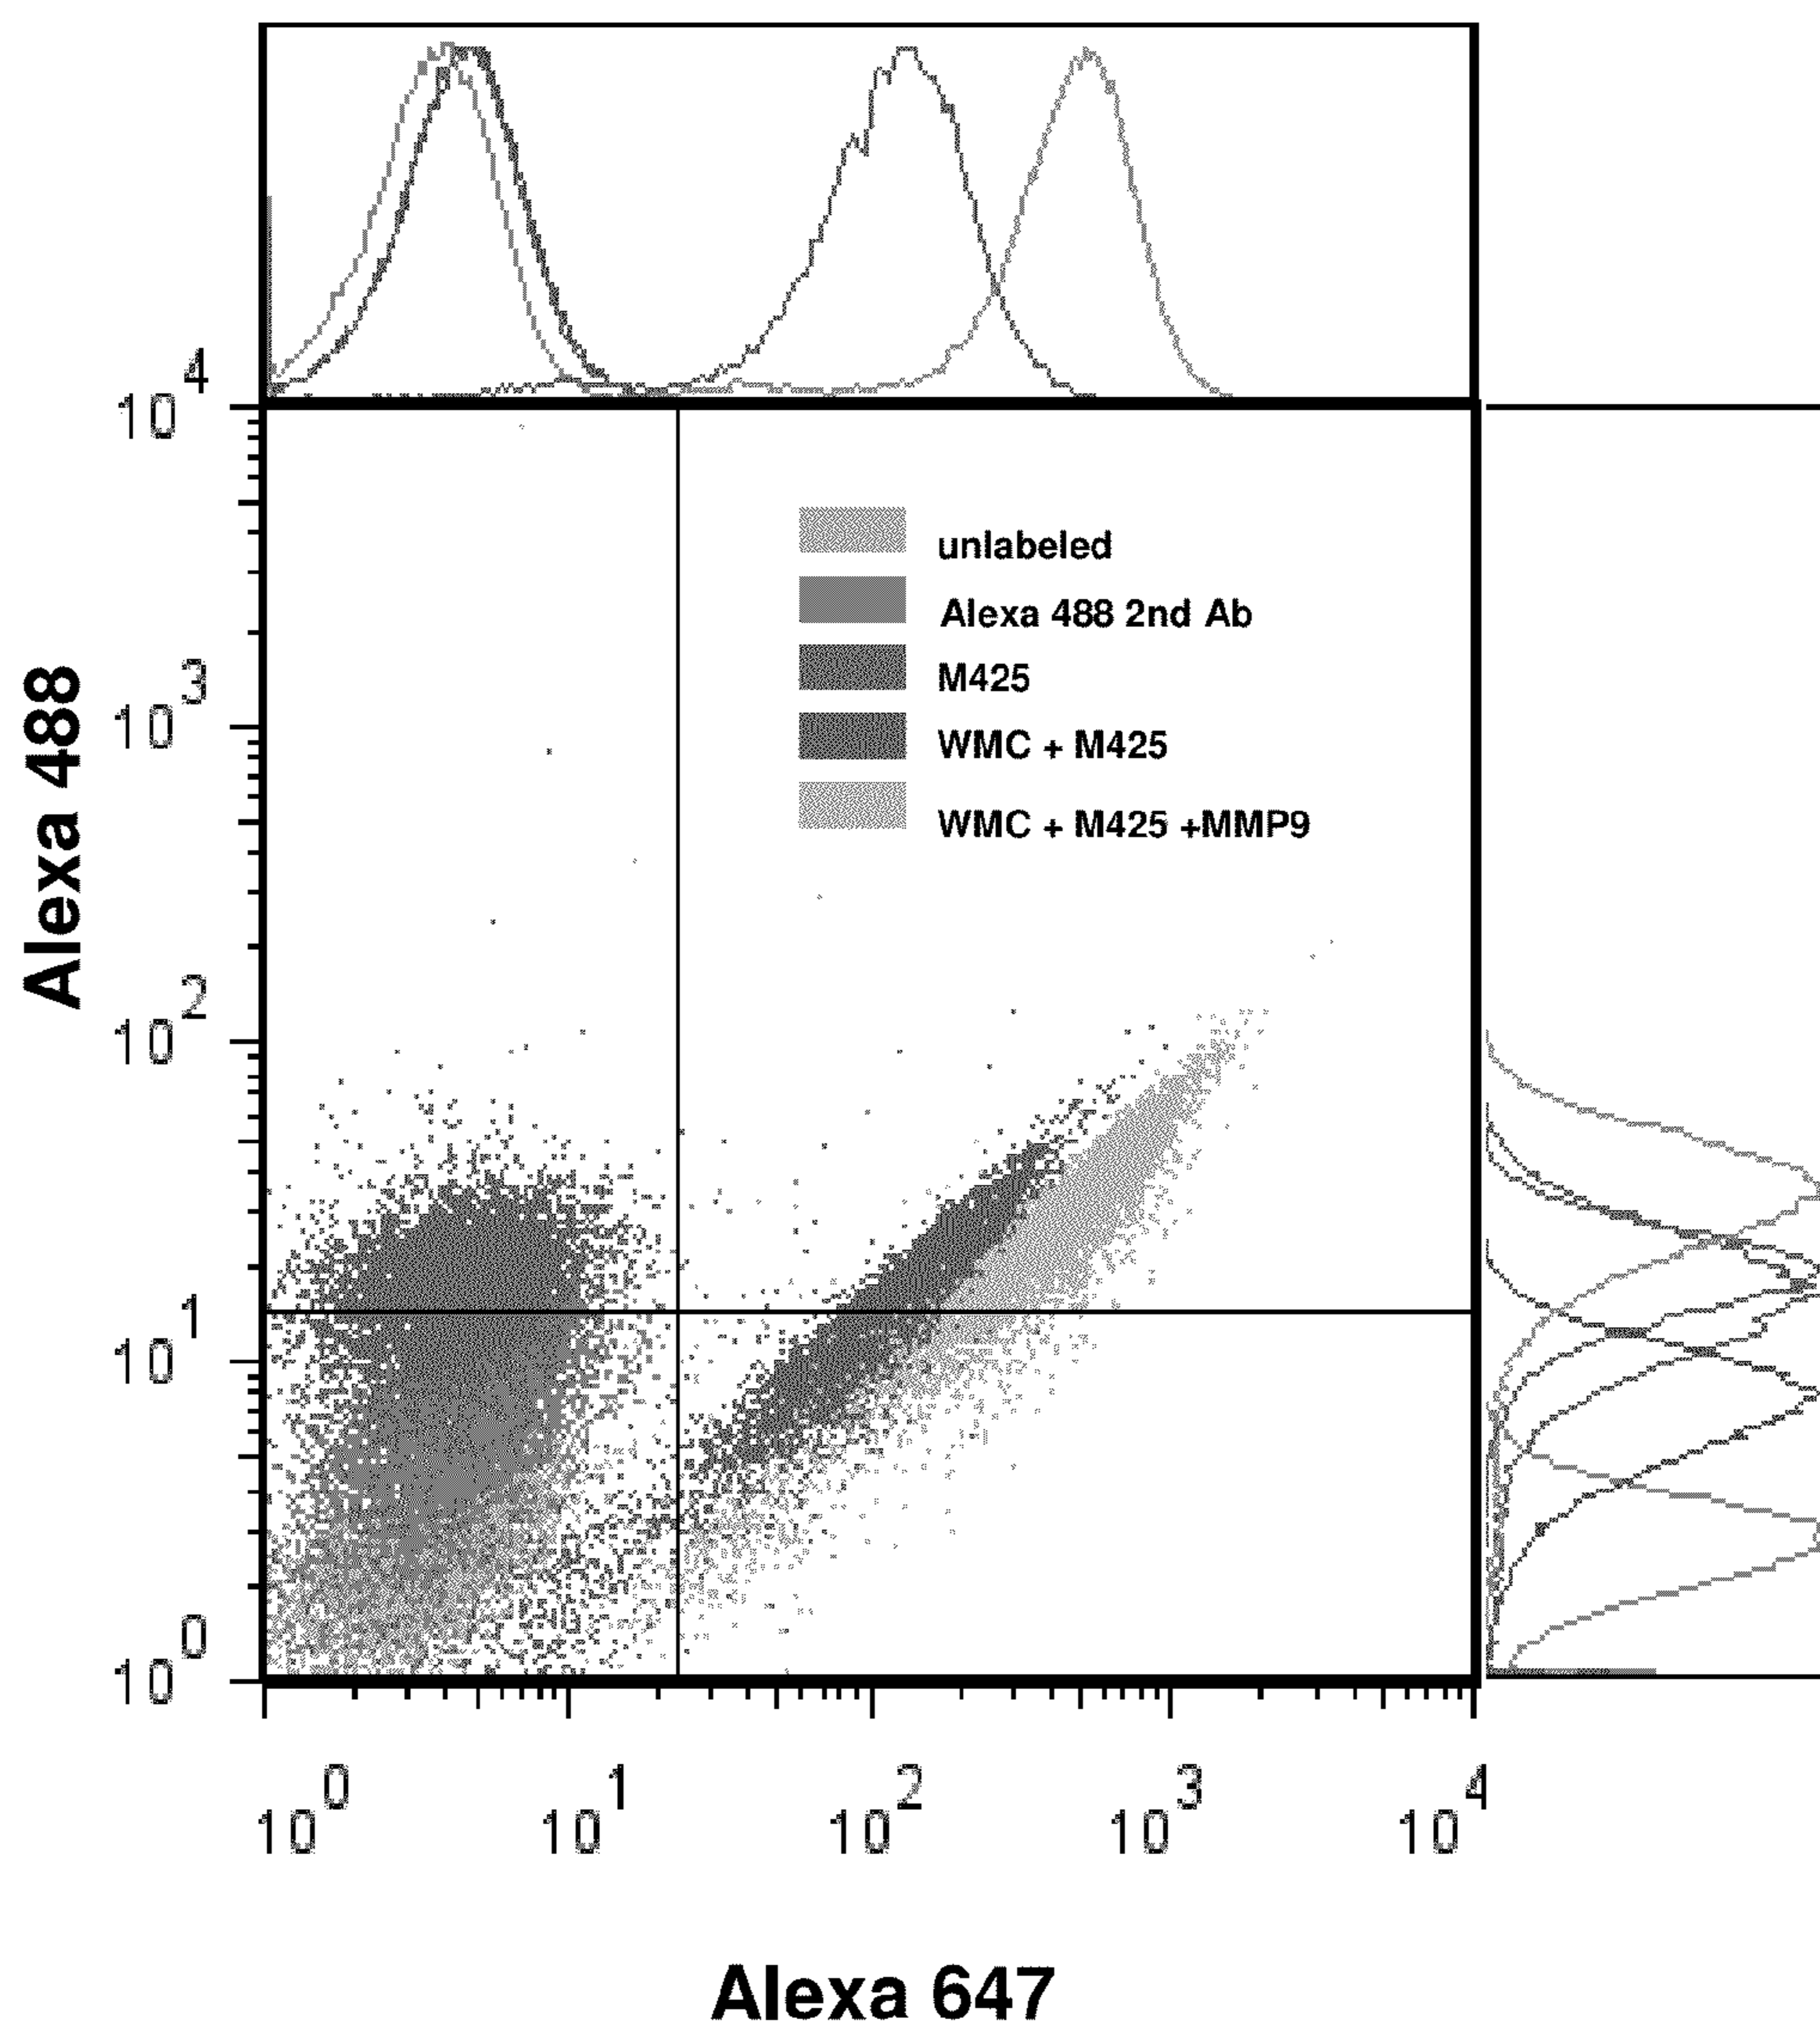 Alexa 488
10^4
10^3
10^2
10^1
10^0
unlabeled
Alexa 488 2nd Ab
M425
WMC + M425
WMC + M425 +MMP9
10^0 10^1 10^2 10^3 10^4
Alexa 647